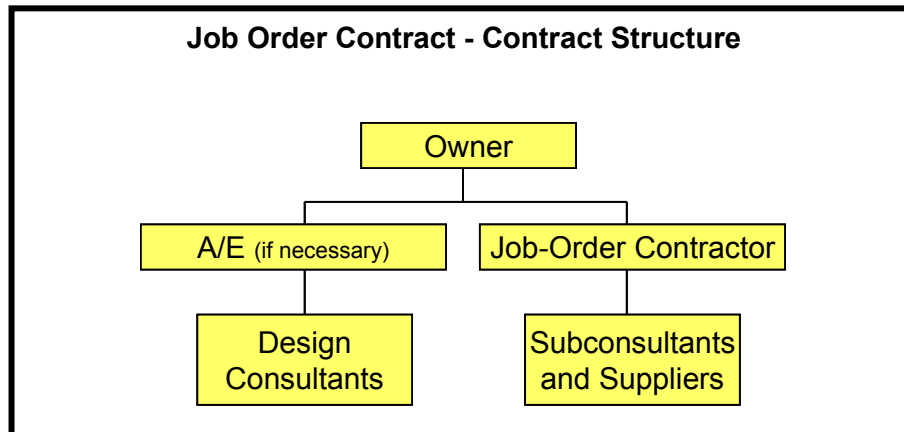 Job Order Contract - Contract Structure
Owner
A/E (if necessary)
Job-Order Contractor
Design
Consultants
Subconsultants
and Suppliers